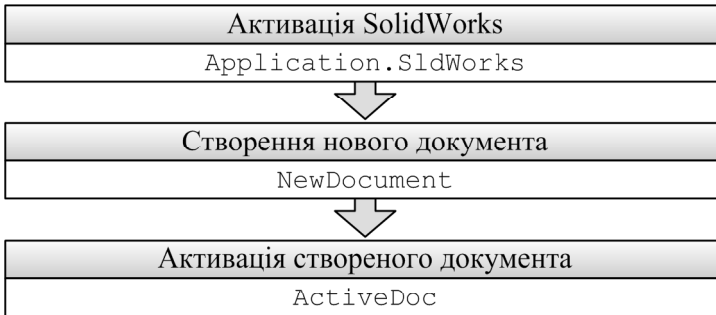 Активація SolidWorks
Application.SldWorks
Створення нового документа
NewDocument
Активація створеного документа
ActiveDoc